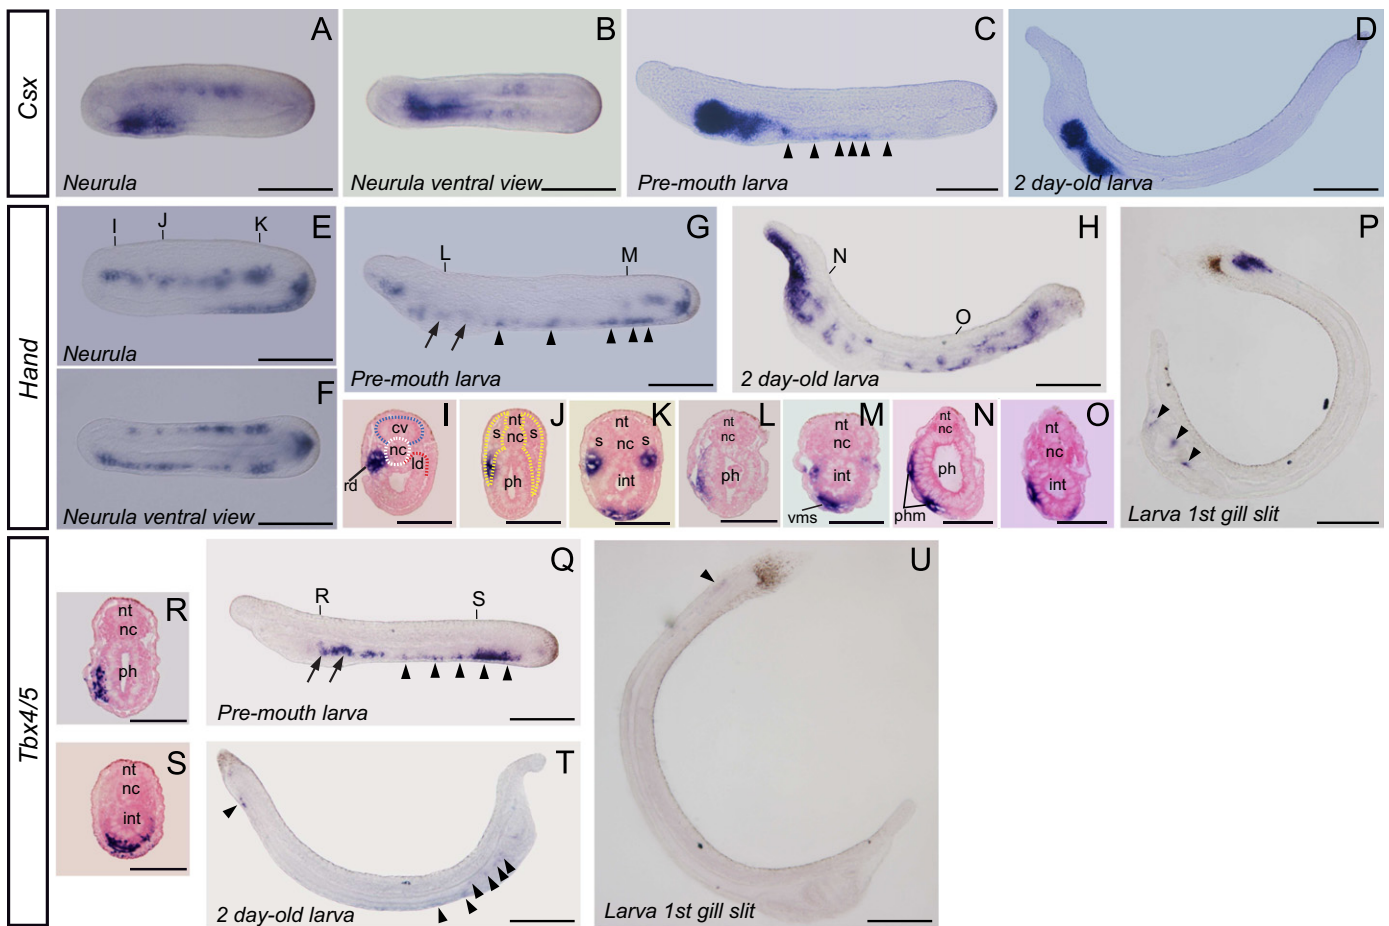 Csx
A
Neurula
B
Neurula ventral view
C
Pre-mouth larva
D
2 day-old larva
Hand
I
J
K
E
Neurula
F
Neurula ventral view
L
M
G
Pre-mouth larva
N
O
H
2 day-old larva
P
Larva 1st gill slit
I
cv
nc
ld
rd
J
nt
s
nc
s
ph
K
nt
s
nc
s
int
L
nt
nc
ph
M
nt
nc
int
vms
N
nt
nc
ph
phm
O
nt
nc
int
Tbx4/5
R
nt
nc
ph
S
nt
nc
int
Q
R
S
Pre-mouth larva
T
2 day-old larva
U
Larva 1st gill slit